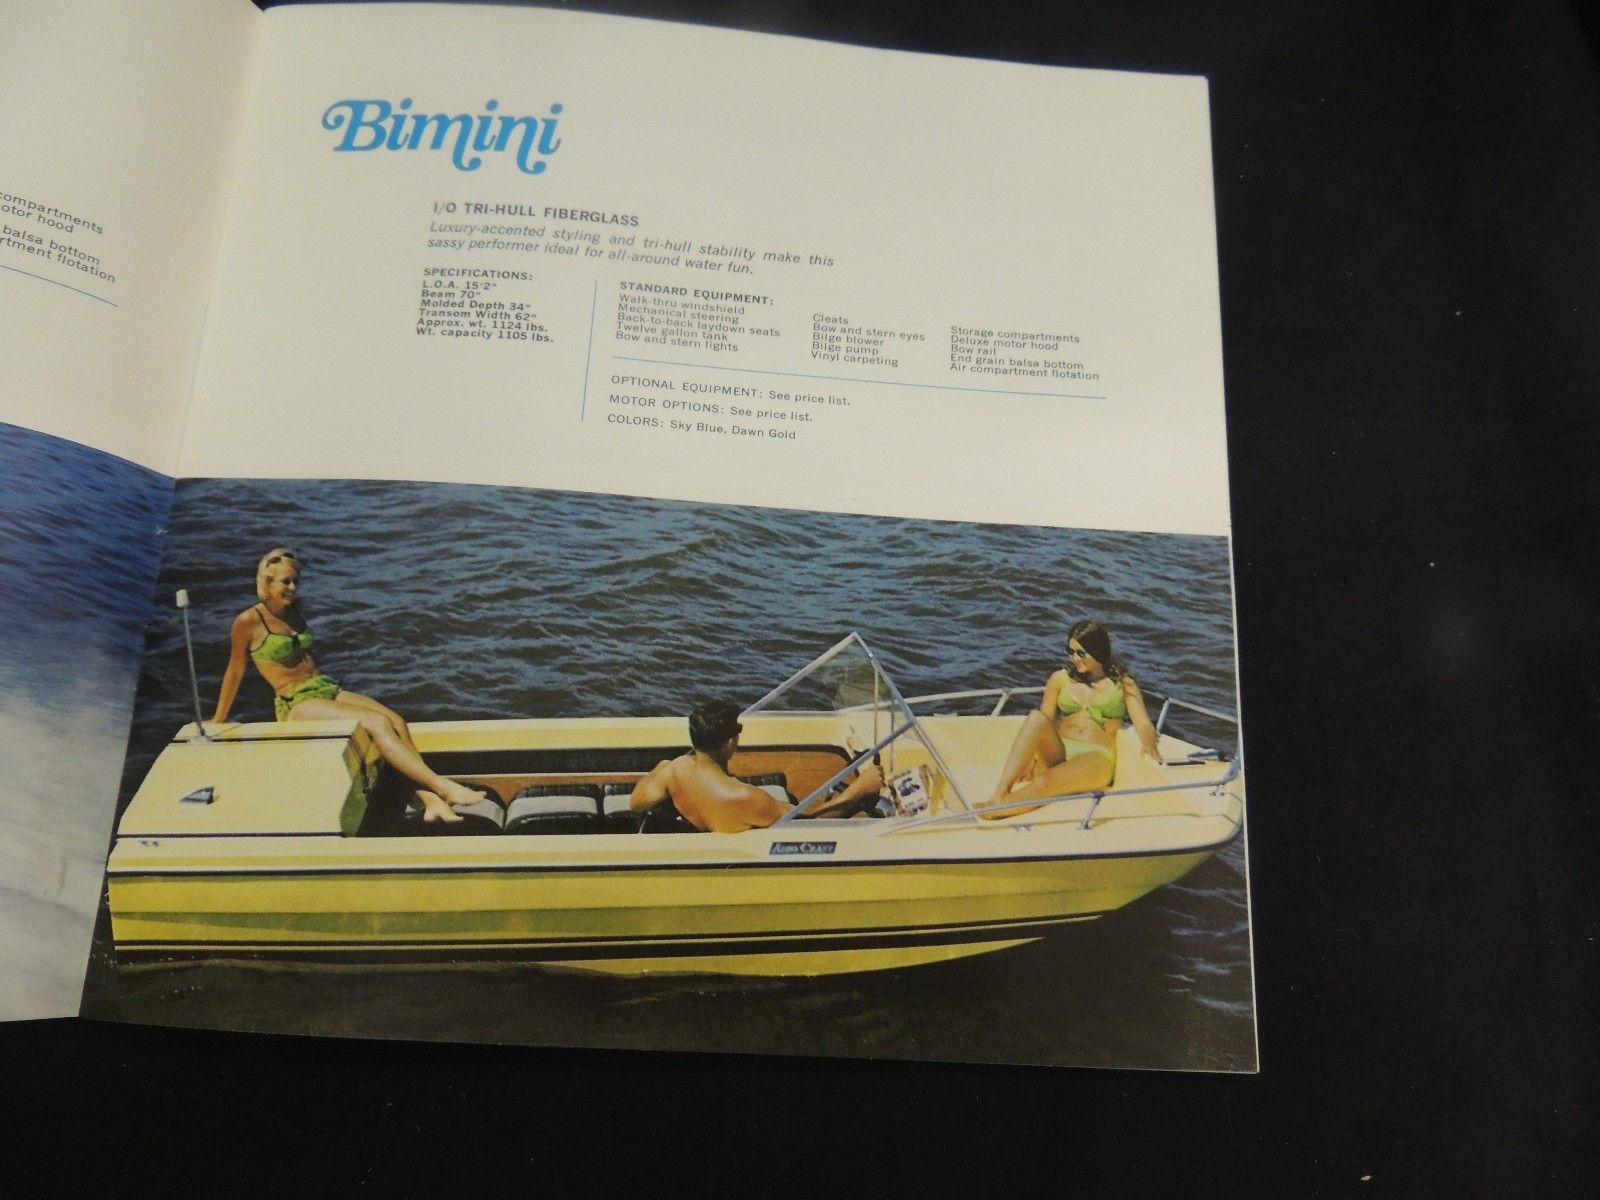 compartments
otor hood
balsa bottom
rtment flotation
Bimini
I/O TRI-HULL FIBERGLASS
Luxury-accented styling and tri-hull stability make this
sassy performer ideal for all-around water fun.
SPECIFICATIONS:
L.O.A. 15'2"
Beam 70"
Molded Depth 34"
Transom Width 62"
Approx. wt. 1124 lbs.
Wt. capacity 1105 lbs.
STANDARD EQUIPMENT:
Walk-thru windshield
Mechanical steering
Back-to-back laydown seats
Twelve gallon tank
Bow and stern lights
Cleats
Bow and stern eyes
Bilge blower
Bilge pump
Vinyl carpeting
Storage compartments
Deluxe motor hood
Bow rail
End grain balsa bottom
Air compartment flotation
OPTIONAL EQUIPMENT: See price list.
MOTOR OPTIONS: See price list.
COLORS: Sky Blue, Dawn Gold
AERO CRAFT